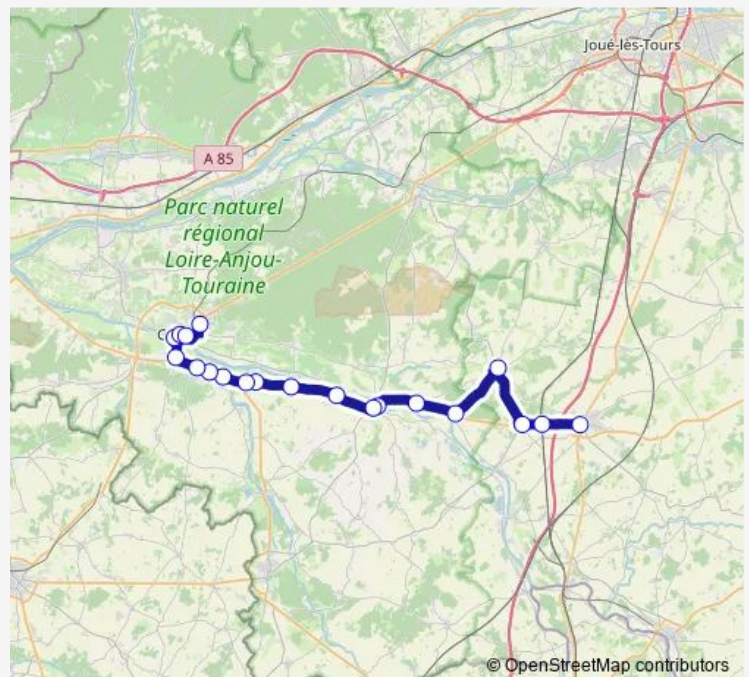 Joué-lès-Tours
A 85
Parc naturel
régional
Loire-Anjou-
Touraine
C
© OpenStreetMap contributors